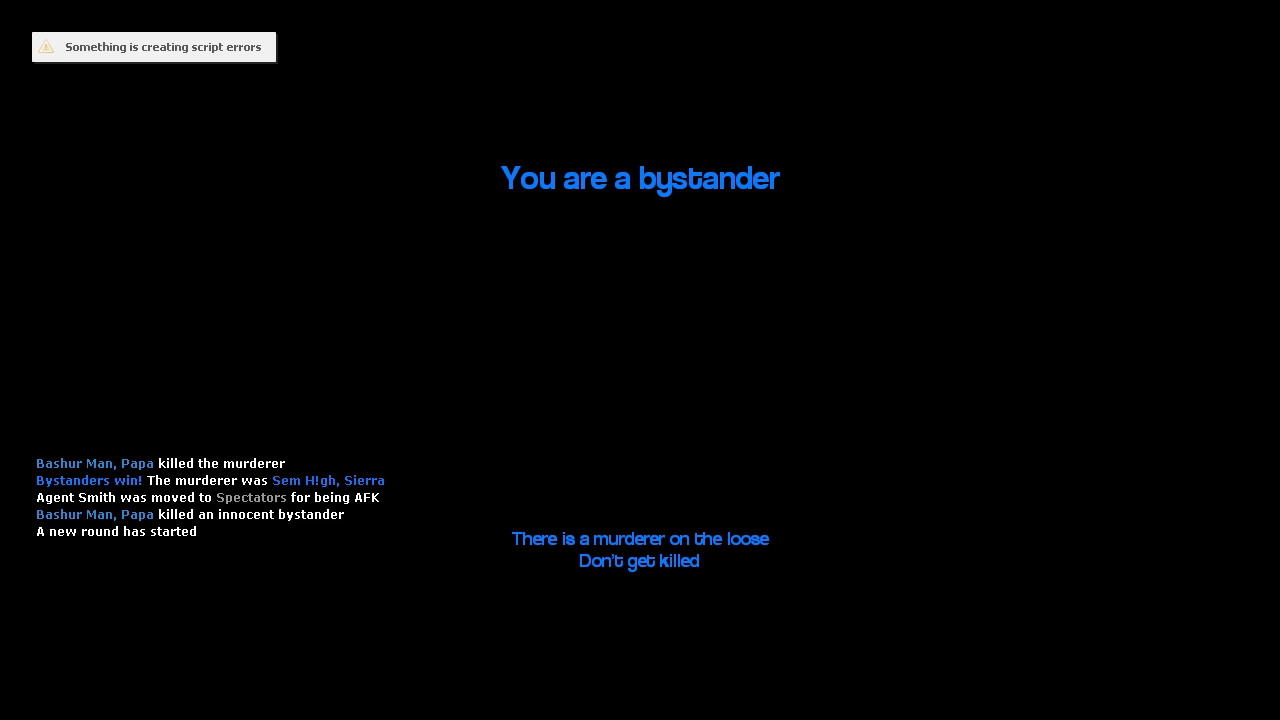 Something is creating script errors
You are a bystander
Bashur Man, Papa killed the murderer
Bystanders win! The murderer was Sem H!gh, Sierra
Agent Smith was moved to Spectators for being AFK
Bashur Man, Papa killed an innocent bystander
A new round has started
There is a murderer on the loose
Don't get killed